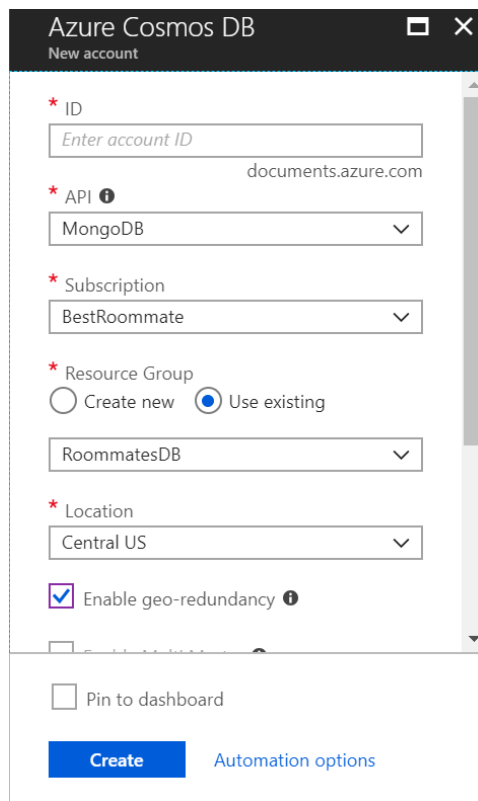 Azure Cosmos DB
New account
* ID
Enter account ID
documents.azure.com
* API
MongoDB
* Subscription
BestRoommate
* Resource Group
Create new Use existing
RoommatesDB
* Location
Central US
Enable geo-redundancy
Pin to dashboard
Create Automation options